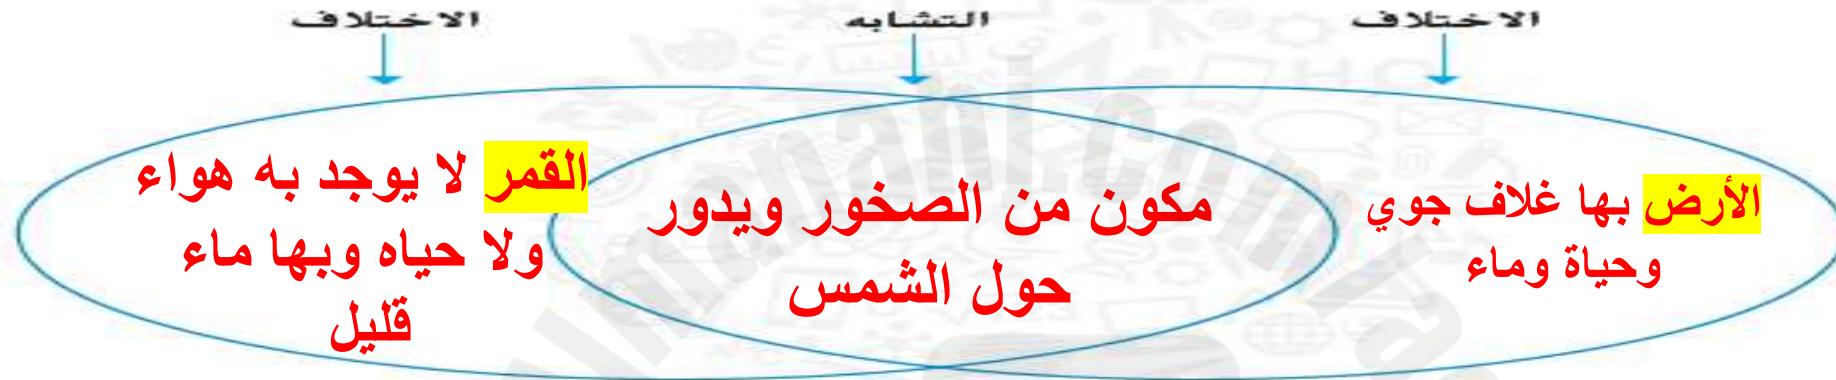 الاختلاف
التشابه
الاختلاف
الأرض بها غلاف جوي
وحياة وماء
مكون من الصخور ويدور
حول الشمس
القمر لا يوجد به هواء
ولا حياه وبها ماء
قليل